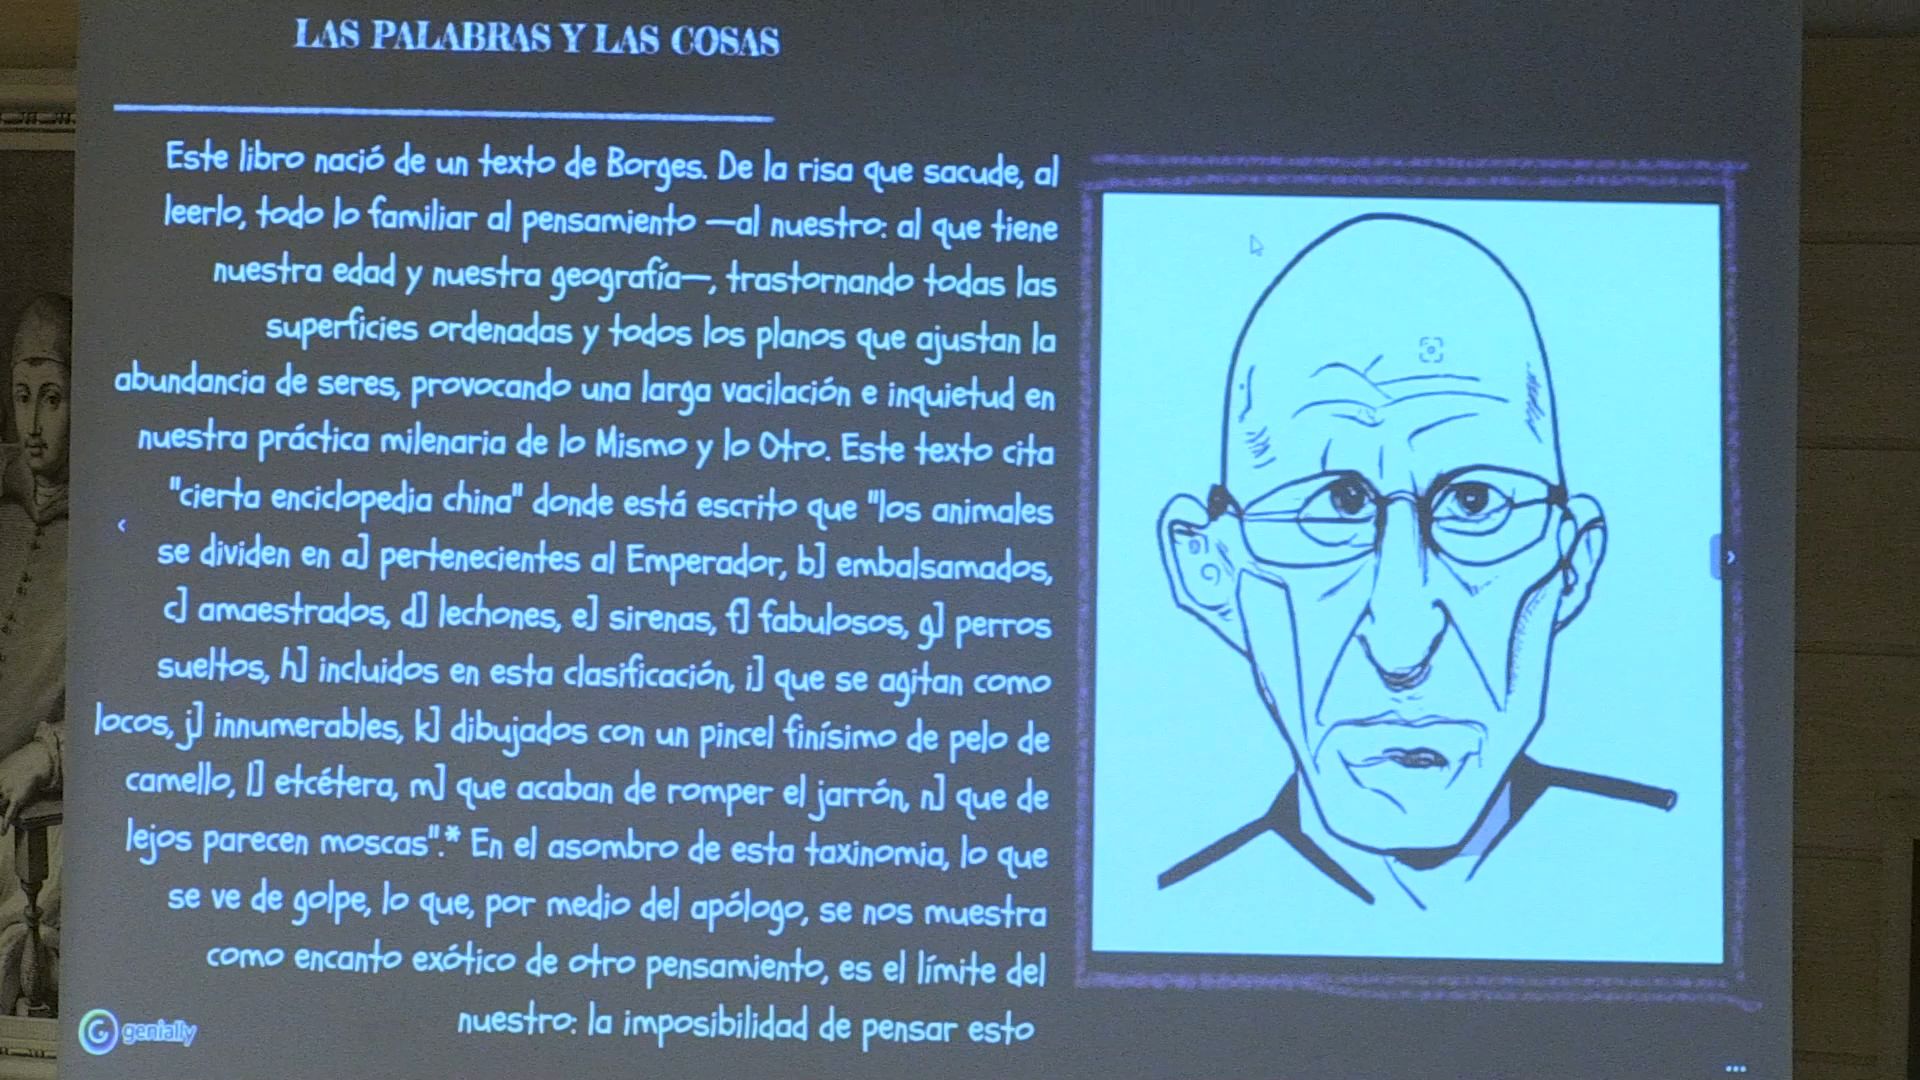 LAS PALABRAS Y LAS COSAS
Este libro nació de un texto de Borges. De la risa que sacude, al
leerlo, todo lo familiar al pensamiento —al nuestro: al que tiene
nuestra edad y nuestra geografía—, trastornando todas las
superficies ordenadas y todos los planos que ajustan la
abundancia de seres, provocando una larga vacilación e inquietud en
nuestra práctica milenaria de lo Mismo y lo Otro. Este texto cita
"cierta enciclopedia china" donde está escrito que "los animales
se dividen en a] pertenecientes al Emperador, b] embalsamados,
c] amaestrados, d] lechones, e] sirenas, f] fabulosos, g] perros
sueltos, h] incluidos en esta clasificación, i] que se agitan como
locos, j] innumerables, k] dibujados con un pincel finísimo de pelo de
camello, l] etcétera, m] que acaban de romper el jarrón, n] que de
lejos parecen moscas".* En el asombro de esta taxinomia, lo que
se ve de golpe, lo que, por medio del apólogo, se nos muestra
como encanto exótico de otro pensamiento, es el límite del
nuestro: la imposibilidad de pensar esto
genially